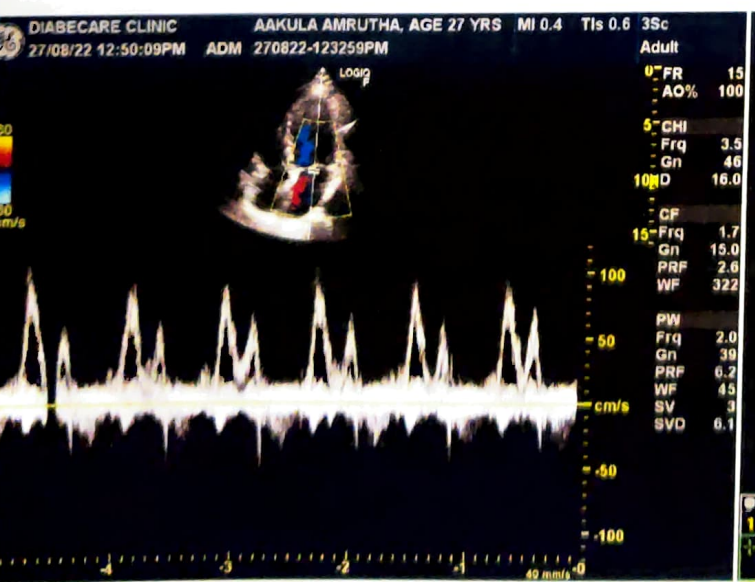 DIABECARE CLINIC AAKULA AMRUTHA, AGE 27 YRS MI 0.4 TIs 0.6 3Sc
27/08/22 12:50:09PM ADM 270822-123259PM Adult
LOGIQ
F
FR 15
AO% 100
CHI
Frq 3.5
Gn 46
D 16.0
CF
Frq 1.7
Gn 15.0
PRF 2.6
WF 322
PW
Frq 2.0
Gn 39
PRF 6.2
WF 45
SV 3
SVD 6.1
0
5
10
15
100
50
cm/s
-50
-100
-4 -3 -2 -1 -0
40 mm/s